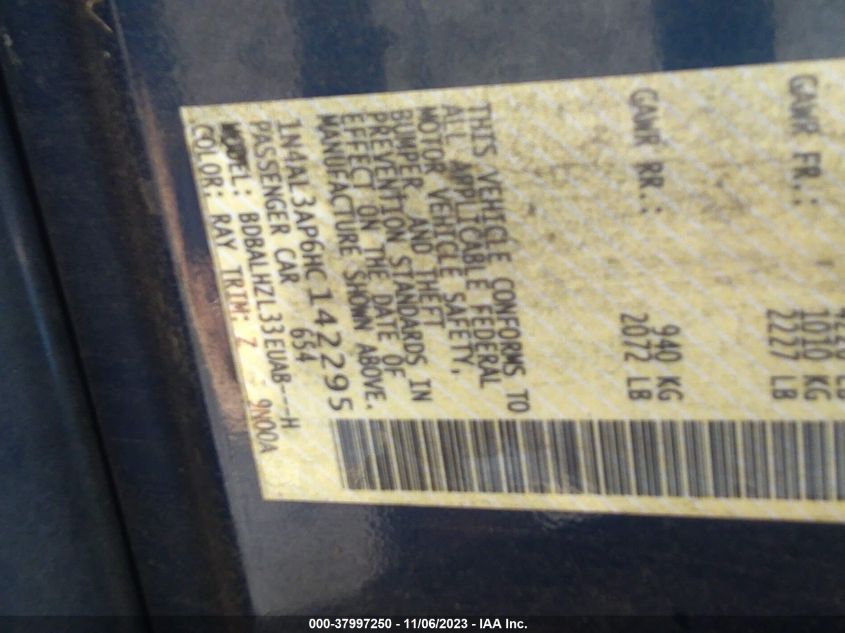 GAWR FR.:
1010 KG
2227 LB
GAWR RR.:
940 KG
2072 LB
THIS VEHICLE CONFORMS TO
ALL APPLICABLE FEDERAL
MOTOR VEHICLE SAFETY,
BUMPER AND THEFT
PREVENTION STANDARDS IN
EFFECT ON THE DATE OF
MANUFACTURE SHOWN ABOVE.
1N4AL3AP6HC142295
PASSENGER CAR 654
MODEL: BDBALHZL33EUAB---H
COLOR: RAY TRIM: Z - 9N00A
000-37997250 - 11/06/2023 - IAA Inc.